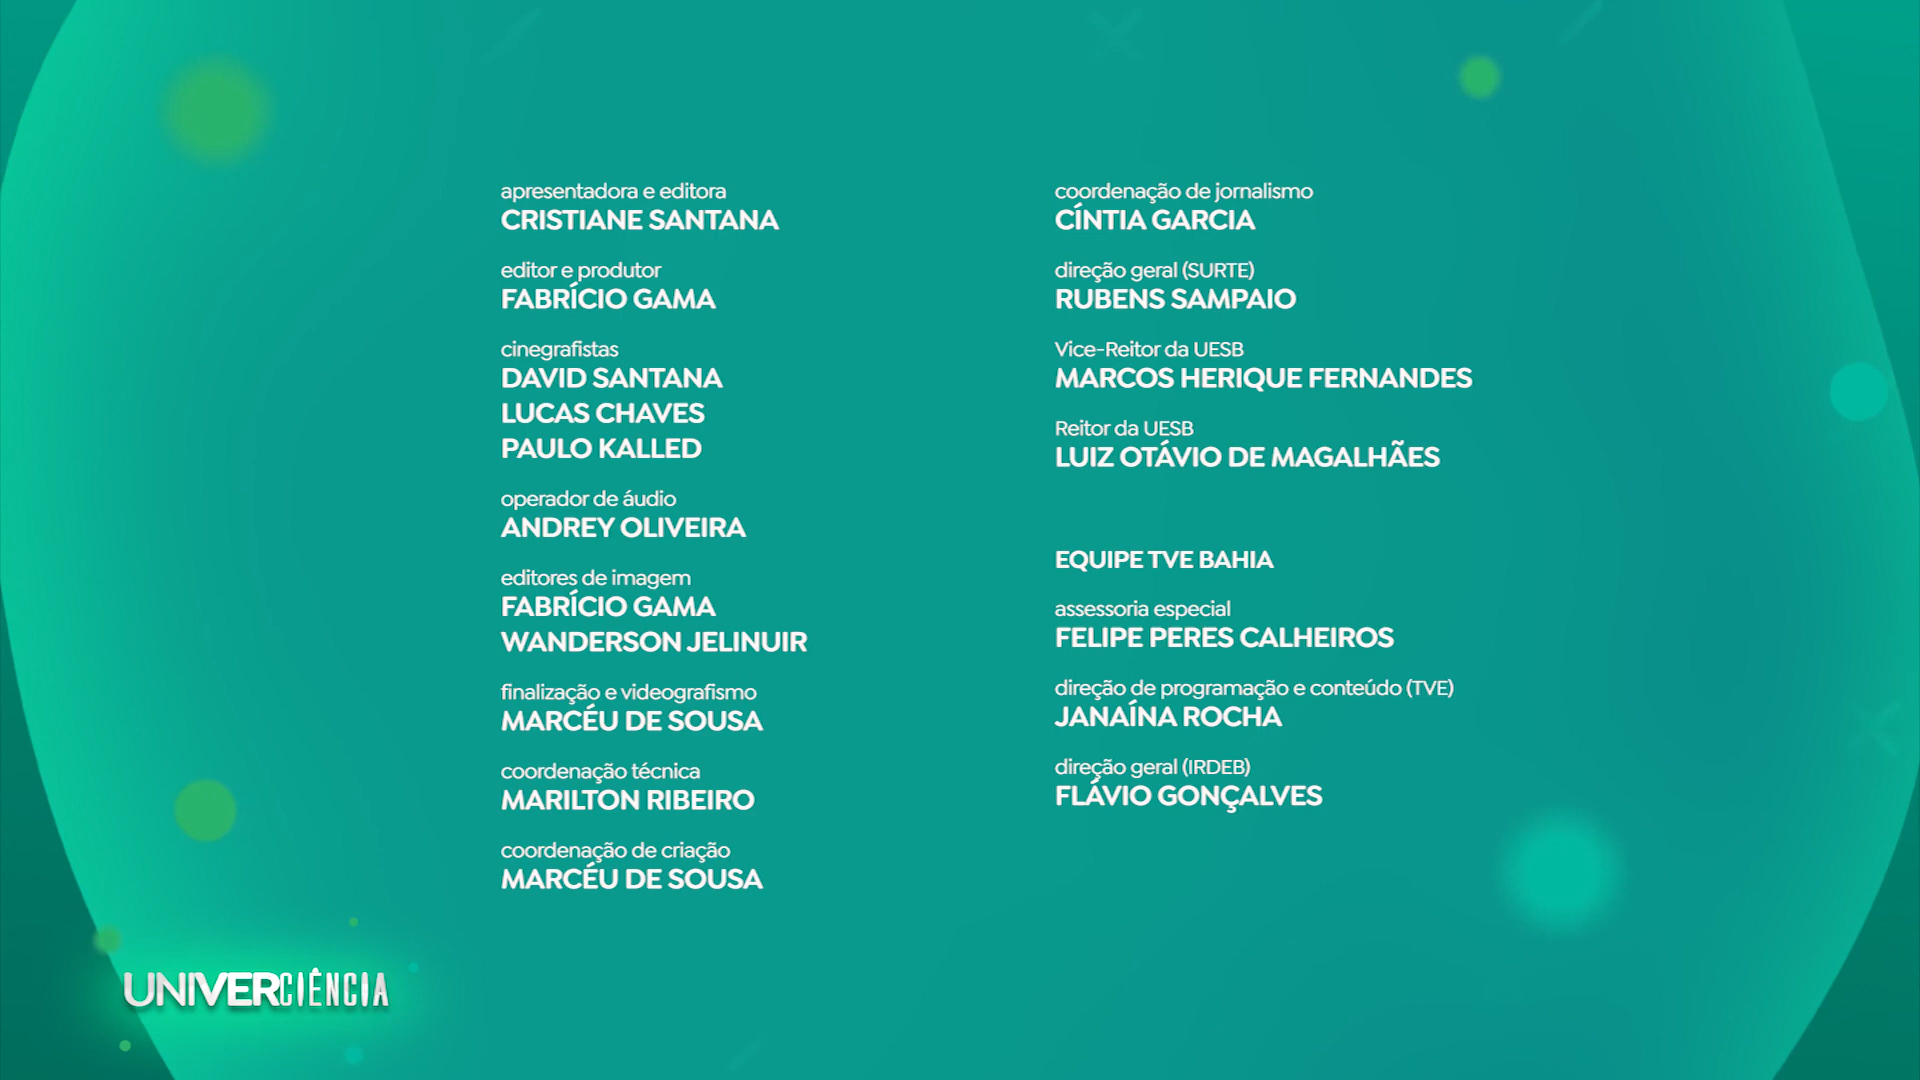 apresentadora e editora
CRISTIANE SANTANA
editor e produtor
FABRÍCIO GAMA
cinegrafistas
DAVID SANTANA
LUCAS CHAVES
PAULO KALLED
operador de áudio
ANDREY OLIVEIRA
editores de imagem
FABRÍCIO GAMA
WANDERSON JELINUIR
finalização e videografismo
MARCÉU DE SOUSA
coordenação técnica
MARILTON RIBEIRO
coordenação de criação
MARCÉU DE SOUSA
coordenação de jornalismo
CÍNTIA GARCIA
direção geral (SURTE)
RUBENS SAMPAIO
Vice-Reitor da UESB
MARCOS HERIQUE FERNANDES
Reitor da UESB
LUIZ OTÁVIO DE MAGALHÃES
EQUIPE TVE BAHIA
assessoria especial
FELIPE PERES CALHEIROS
direção de programação e conteúdo (TVE)
JANAÍNA ROCHA
direção geral (IRDEB)
FLÁVIO GONÇALVES
UNIVERCIÊNCIA